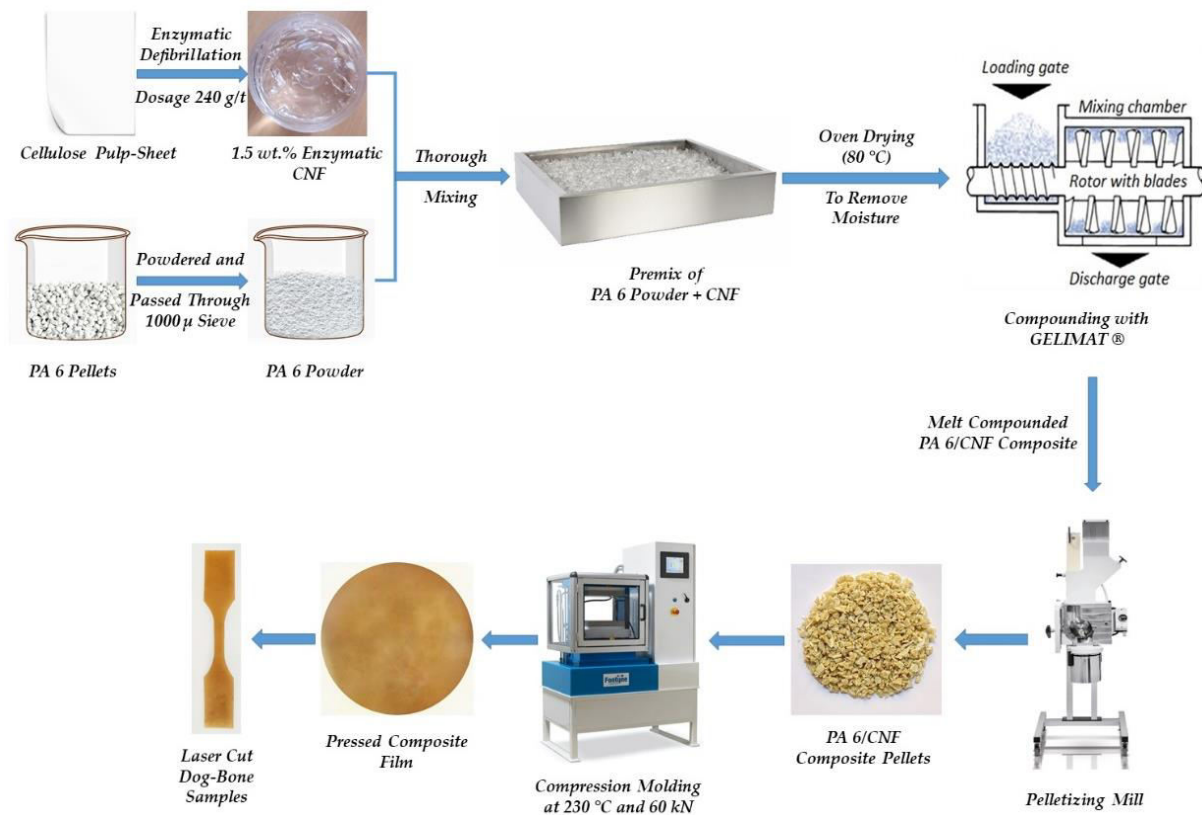 Enzymatic
Defibrillation
Dosage 240 g/t
Cellulose Pulp-Sheet
1.5 wt.% Enzymatic
CNF
Powdered and
Passed Through
1000 µ Sieve
PA 6 Pellets
PA 6 Powder
Thorough
Mixing
Premix of
PA 6 Powder + CNF
Oven Drying
(80 °C)
To Remove
Moisture
Loading gate
Mixing chamber
Rotor with blades
Discharge gate
Compounding with
GELIMAT ®
Melt Compounded
PA 6/CNF Composite
Pelletizing Mill
PA 6/CNF
Composite Pellets
Fontijne
Compression Molding
at 230 °C and 60 kN
Pressed Composite
Film
Laser Cut
Dog-Bone
Samples